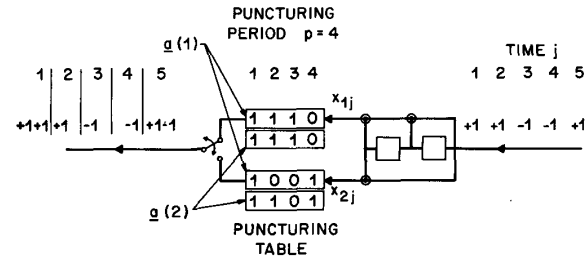 PUNCTURING
PERIOD p=4
a(1)
TIME j
1 2 3 4 5
1 2 3 4
1 2 3 4 5
+1+1 +1 -1 -1 +1-1
1 1 1 0
x1j
+1 +1 -1 -1 +1
1 1 1 0
1 0 0 1
x2j
a(2)
1 1 0 1
PUNCTURING
TABLE